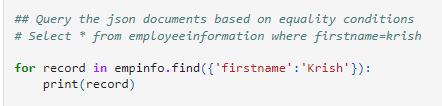 ## Query the json documents based on equality conditions
# Select * from employeeinformation where firstname=krish
for record in empinfo.find({'firstname':'Krish'}):
    print(record)